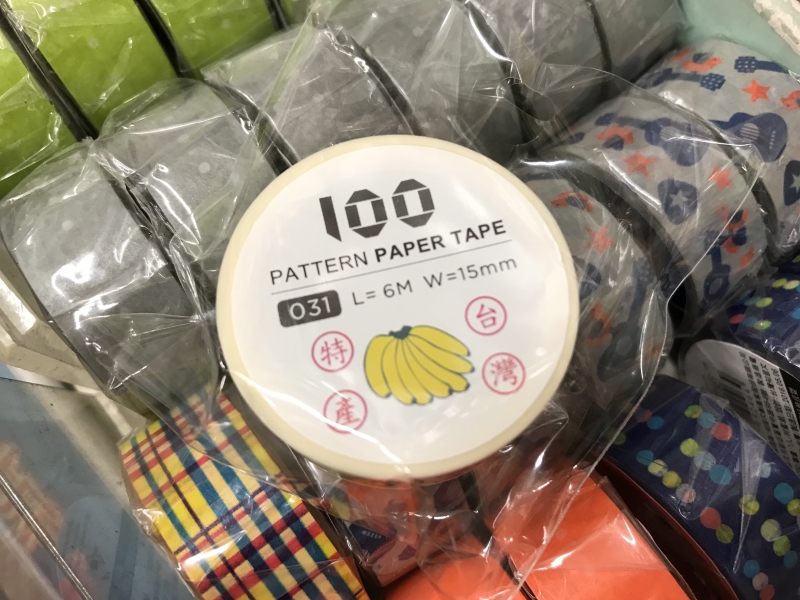 100
PATTERN PAPER TAPE
031 L= 6M W=15mm
台灣
特產